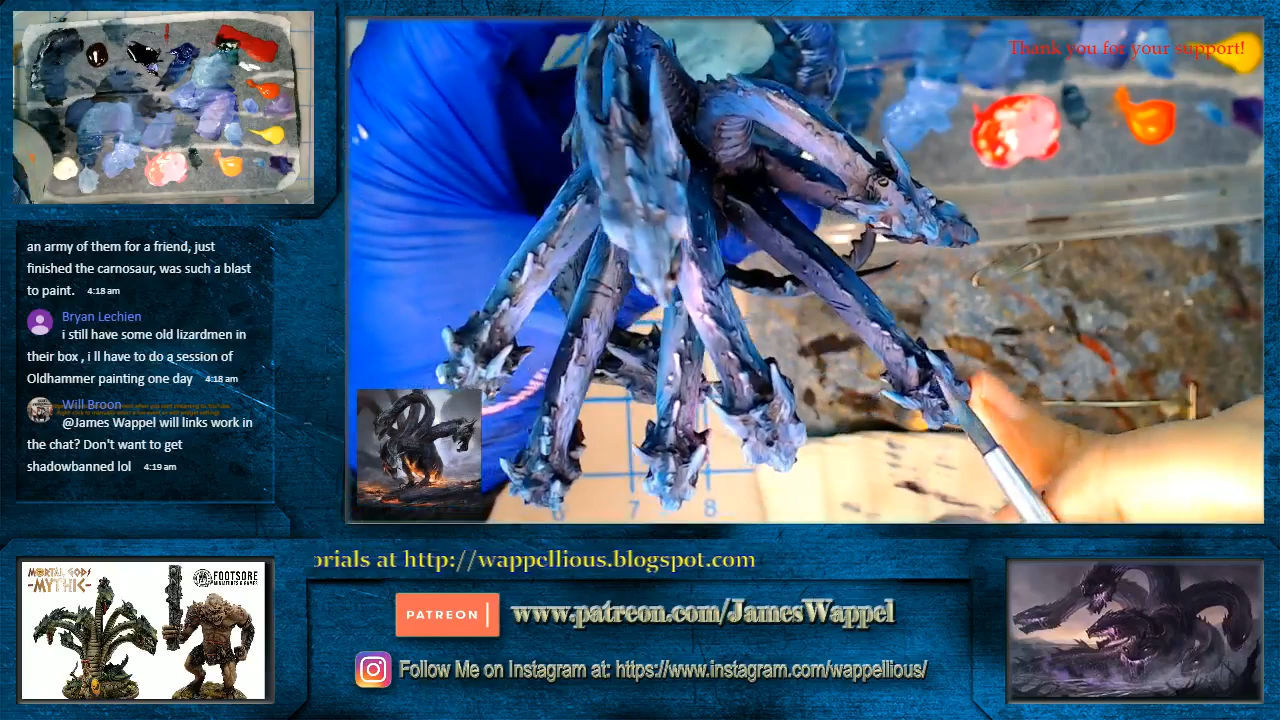 Thank you for your support!
an army of them for a friend, just
finished the carnosaur, was such a blast
to paint. 4:18 am
Bryan Lechien
i still have some old lizardmen in
their box , i ll have to do a session of
Oldhammer painting one day 4:18 am
Will Broon
@James Wappel will links work in
the chat? Don't want to get
shadowbanned lol 4:19 am
6 7 8
orials at http://wappellious.blogspot.com
MORTAL GODS
-MYTHIC-
FOOTSORE
PATREON
www.patreon.com/JamesWappel
Follow Me on Instagram at: https://www.instagram.com/wappellious/